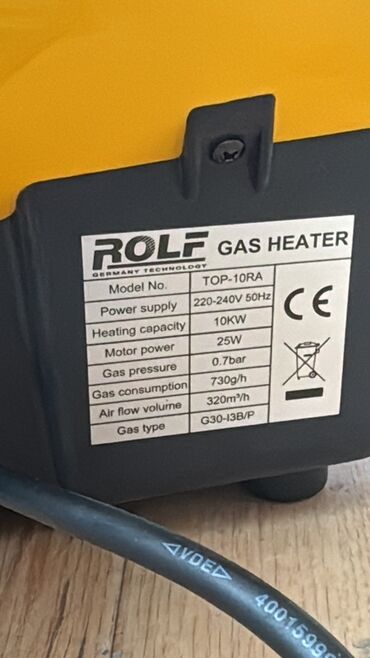 ROLF GAS HEATER
GERMANY TECHNOLOGY
Model No. TOP-10RA
Power supply 220-240V 50Hz
Heating capacity 10KW
Motor power 25W
Gas pressure 0.7bar
Gas consumption 730g/h
Air flow volume 320m³/h
Gas type G30-I3B/P
CE
◁VDE▷ 4001599